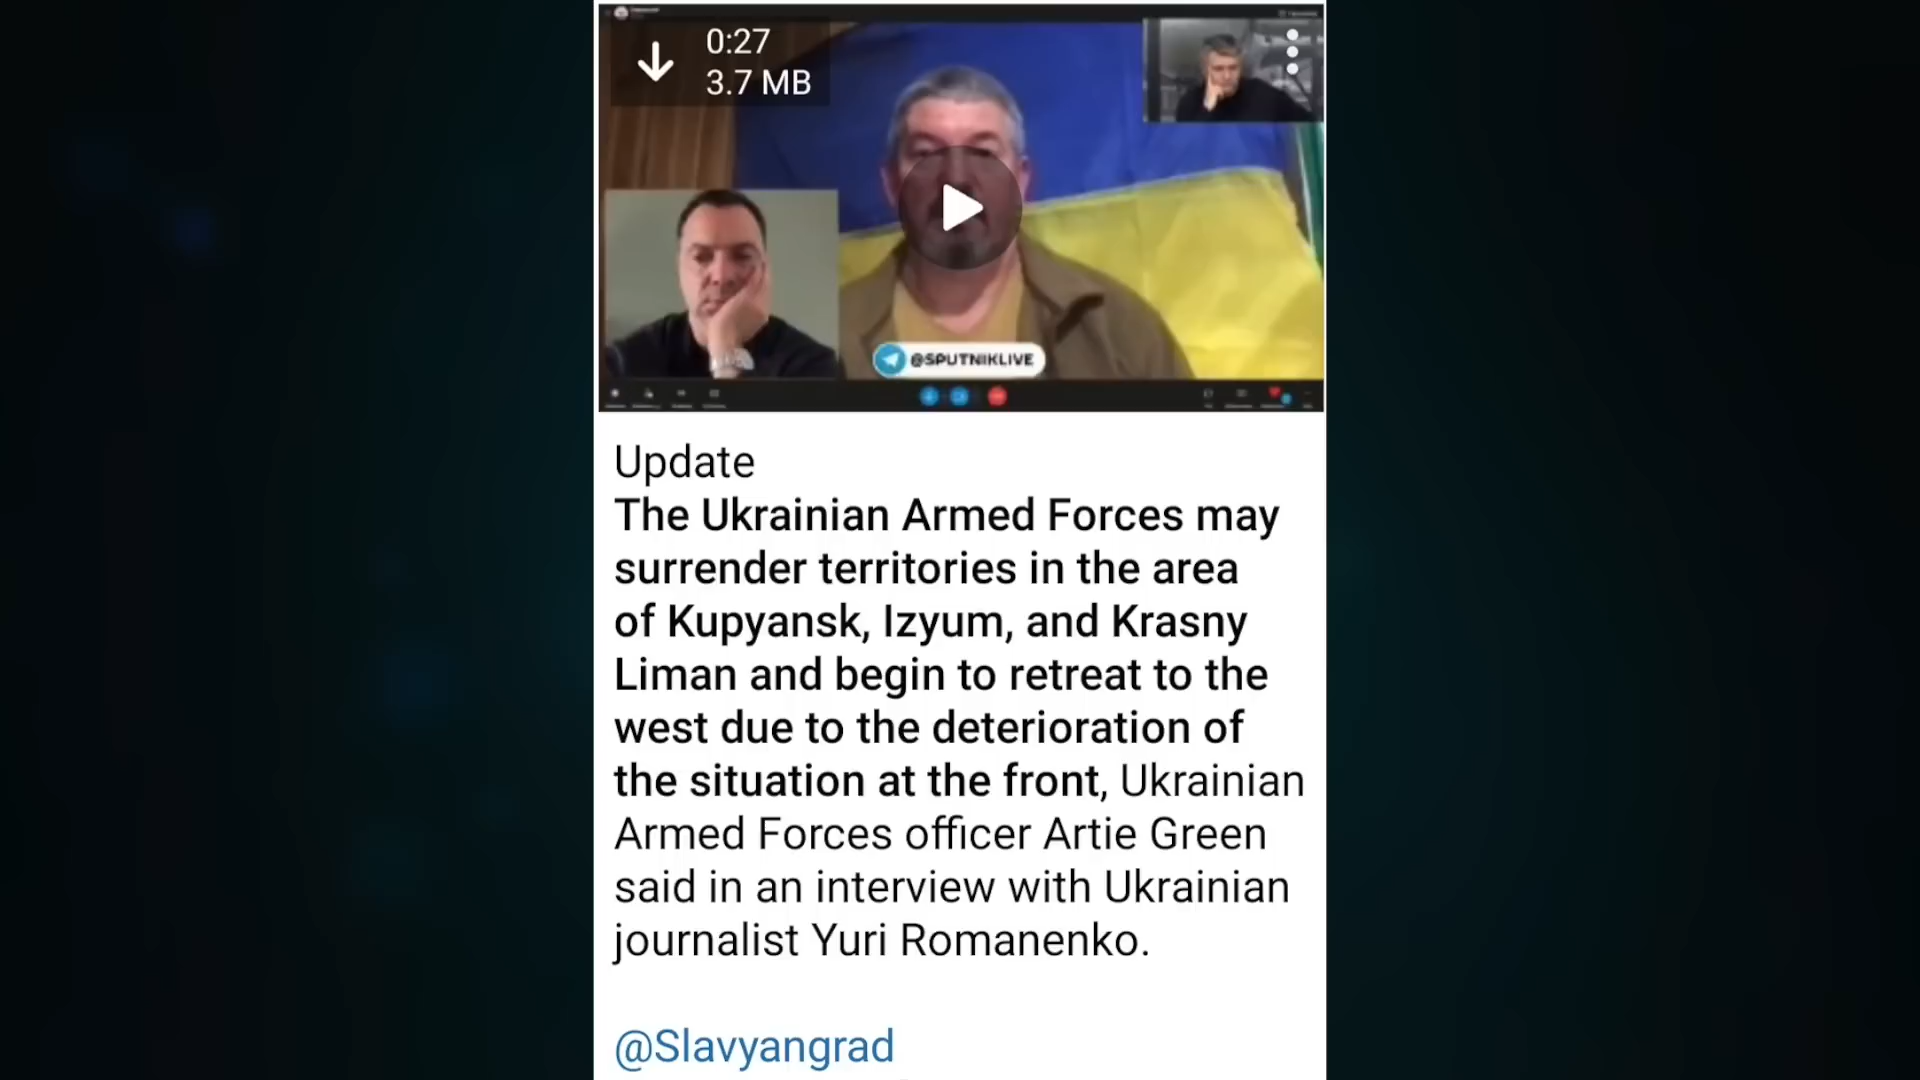 0:27
3.7 MB
@SPUTNIKLIVE
Update
The Ukrainian Armed Forces may
surrender territories in the area
of Kupyansk, Izyum, and Krasny
Liman and begin to retreat to the
west due to the deterioration of
the situation at the front, Ukrainian
Armed Forces officer Artie Green
said in an interview with Ukrainian
journalist Yuri Romanenko.
@Slavyangrad